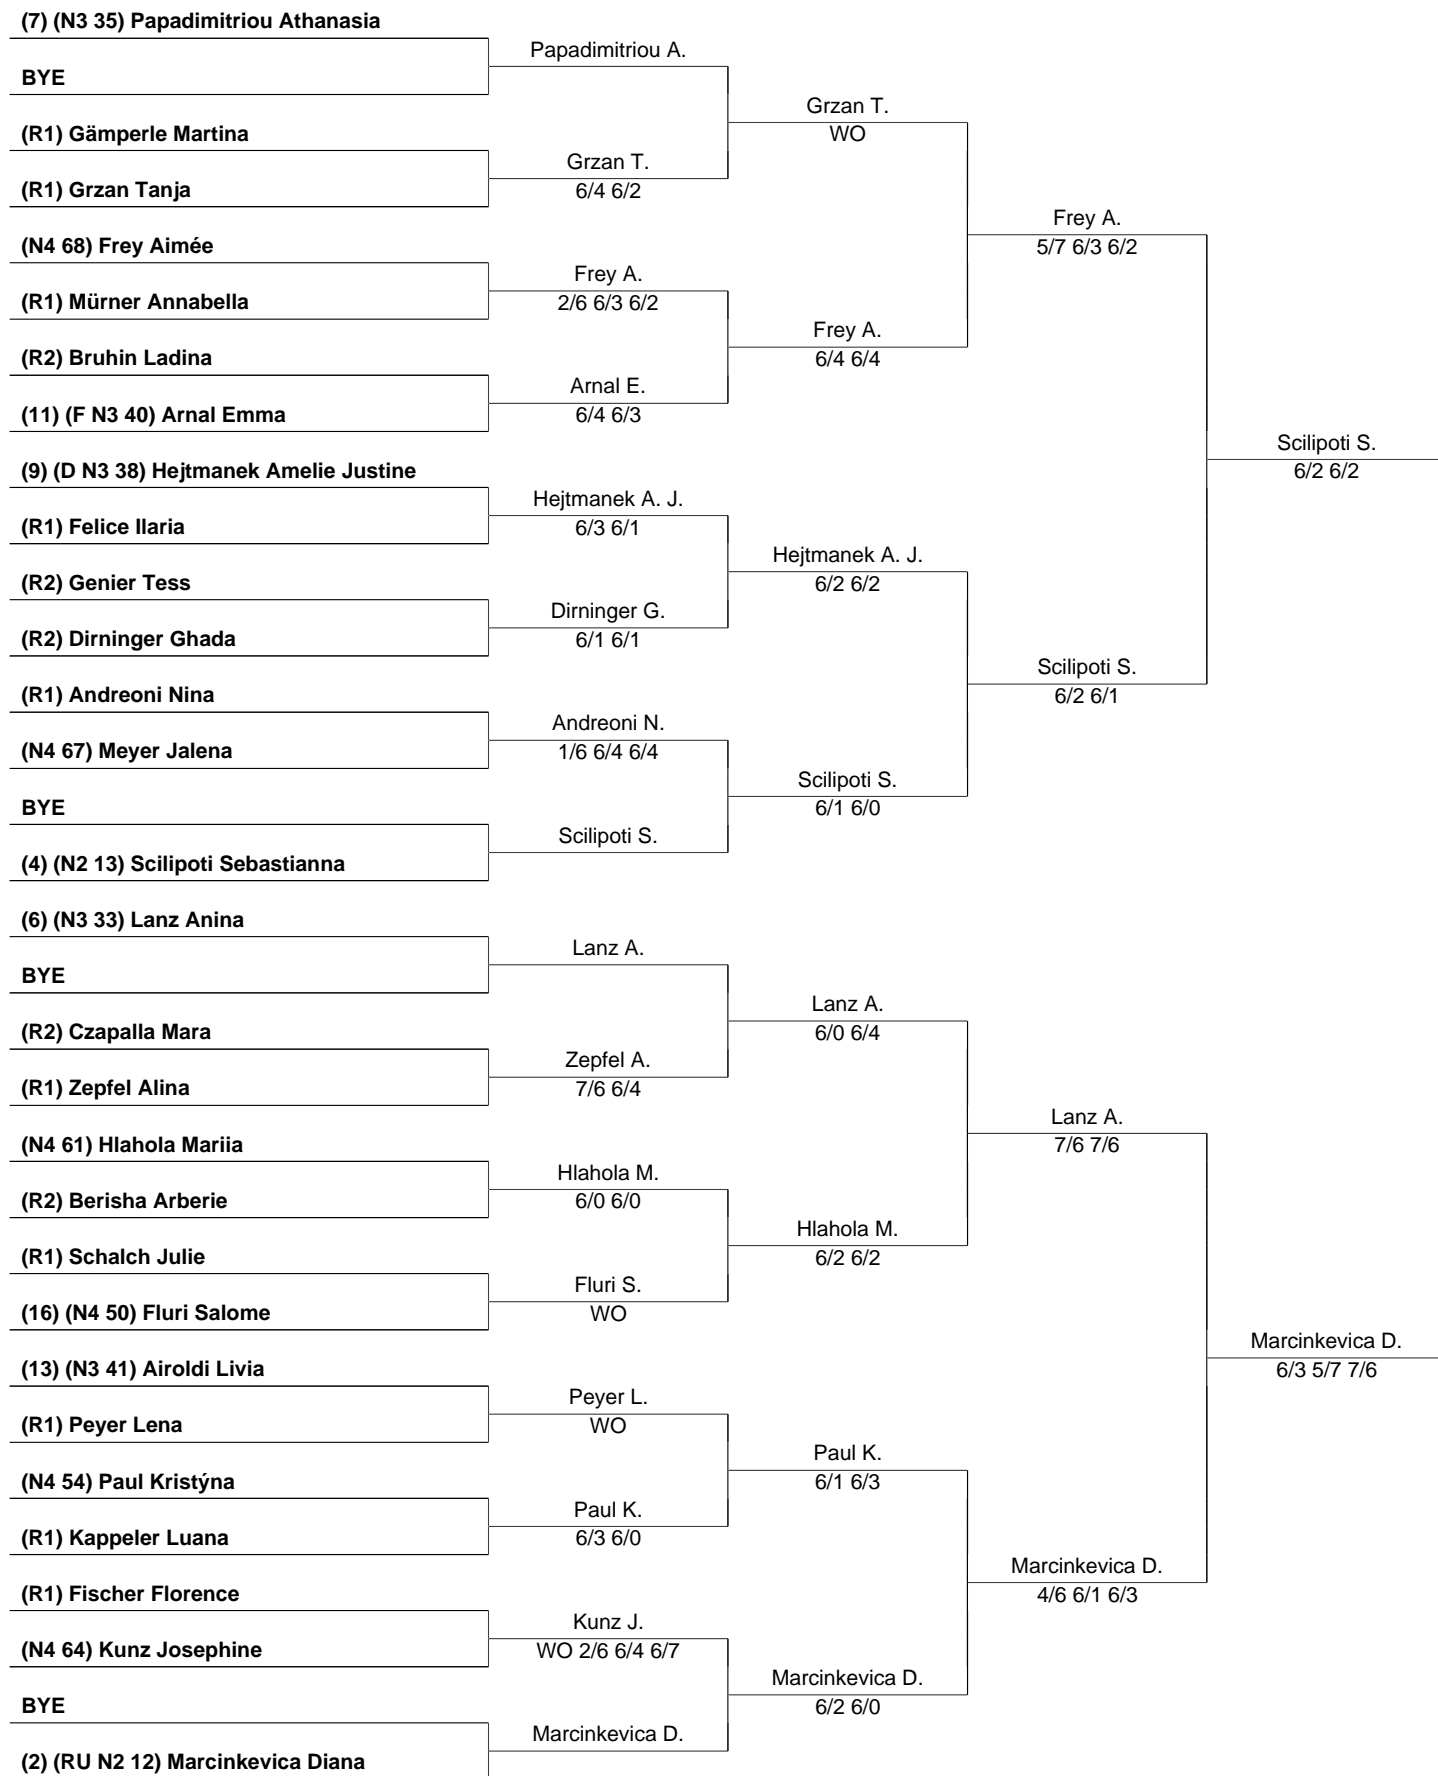 (7) (N3 35) Papadimitriou Athanasia
Papadimitriou A.
BYE
Grzan T.
WO
(R1) Gämperle Martina
Grzan T.
6/4 6/2
(R1) Grzan Tanja
Frey A.
5/7 6/3 6/2
(N4 68) Frey Aimée
Frey A.
2/6 6/3 6/2
(R1) Mürner Annabella
Frey A.
6/4 6/4
(R2) Bruhin Ladina
Arnal E.
6/4 6/3
(11) (F N3 40) Arnal Emma
Scilipoti S.
6/2 6/2
(9) (D N3 38) Hejtmanek Amelie Justine
Hejtmanek A. J.
6/3 6/1
(R1) Felice Ilaria
Hejtmanek A. J.
6/2 6/2
(R2) Genier Tess
Dirninger G.
6/1 6/1
(R2) Dirninger Ghada
Scilipoti S.
6/2 6/1
(R1) Andreoni Nina
Andreoni N.
1/6 6/4 6/4
(N4 67) Meyer Jalena
Scilipoti S.
6/1 6/0
BYE
Scilipoti S.
(4) (N2 13) Scilipoti Sebastianna
(6) (N3 33) Lanz Anina
Lanz A.
BYE
Lanz A.
6/0 6/4
(R2) Czapalla Mara
Zepfel A.
7/6 6/4
(R1) Zepfel Alina
Lanz A.
7/6 7/6
(N4 61) Hlahola Mariia
Hlahola M.
6/0 6/0
(R2) Berisha Arberie
Hlahola M.
6/2 6/2
(R1) Schalch Julie
Fluri S.
WO
(16) (N4 50) Fluri Salome
Marcinkevica D.
6/3 5/7 7/6
(13) (N3 41) Airoldi Livia
Peyer L.
WO
(R1) Peyer Lena
Paul K.
6/1 6/3
(N4 54) Paul Kristýna
Paul K.
6/3 6/0
(R1) Kappeler Luana
Marcinkevica D.
4/6 6/1 6/3
(R1) Fischer Florence
Kunz J.
WO 2/6 6/4 6/7
(N4 64) Kunz Josephine
Marcinkevica D.
6/2 6/0
BYE
Marcinkevica D.
(2) (RU N2 12) Marcinkevica Diana